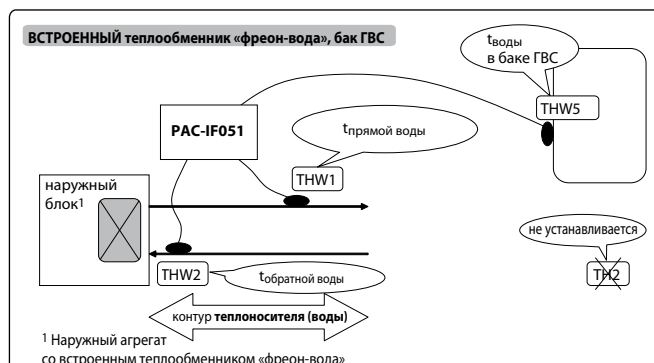 ВСТРОЕННЫЙ теплообменник «фреон-вода», бак ГВС
tводы
в баке ГВС
THW5
PAC-IF051
tпрямой воды
THW1
наружный
блок1
не устанавливается
TH2
THW2
tобратной воды
контур теплоносителя (воды)
1 Наружный агрегат
со встроенным теплообменником «фреон-вода»